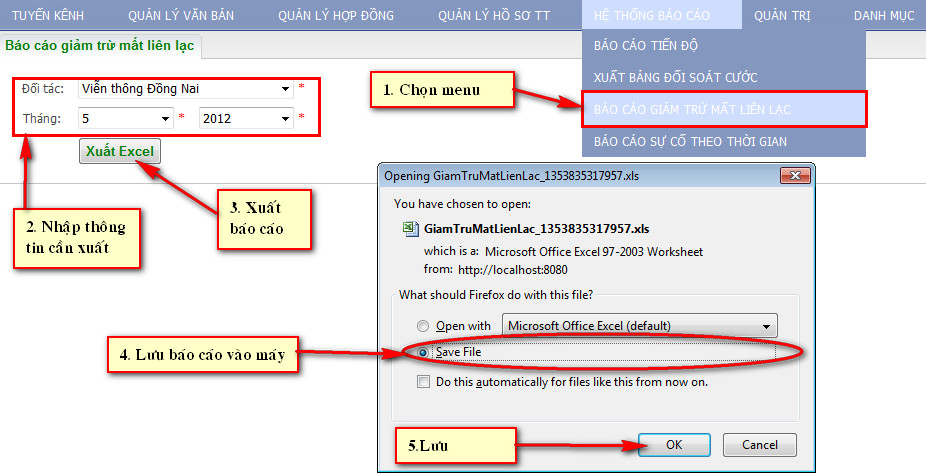 TUYẾN KÊNH QUẢN LÝ VĂN BẢN QUẢN LÝ HỢP ĐỒNG QUẢN LÝ HỒ SƠ TT HỆ THỐNG BÁO CÁO QUẢN TRỊ DANH MỤC
BÁO CÁO TIẾN ĐỘ
XUẤT BẢNG ĐỐI SOÁT CƯỚC
BÁO CÁO GIẢM TRỪ MẤT LIÊN LẠC
BÁO CÁO SỰ CỐ THEO THỜI GIAN
Báo cáo giảm trừ mất liên lạc
Đối tác: Viễn thông Đồng Nai *
Tháng: 5 * 2012 *
Xuất Excel
1. Chọn menu
2. Nhập thông
tin cần xuất
3. Xuất
báo cáo
Opening GiamTruMatLienLac_1353835317957.xls
You have chosen to open:
GiamTruMatLienLac_1353835317957.xls
which is a: Microsoft Office Excel 97-2003 Worksheet
from: http://localhost:8080
What should Firefox do with this file?
Open with Microsoft Office Excel (default)
4. Lưu báo cáo vào mấy
Save File
Do this automatically for files like this from now on.
5.Lưu
OK Cancel